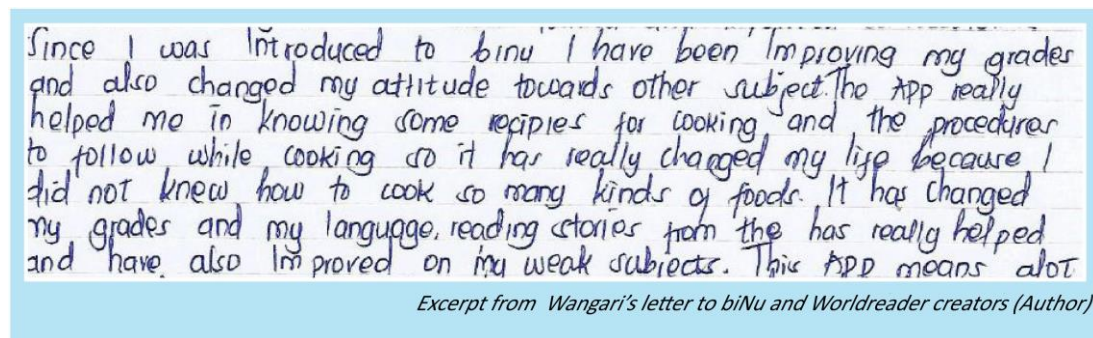 Since I was Introduced to binu I have been Improving my grades
and also changed my attitude towards other subject. The App really
helped me in knowing some recipies for cooking and the procedures
to follow while cooking so it has really changed my life because I
did not knew how to cook so many kinds of foods. It has changed
my grades and my language, reading stories from the has really helped
and have also Improved on my weak subjects. This APP means alot
Excerpt from Wangari's letter to biNu and Worldreader creators (Author)